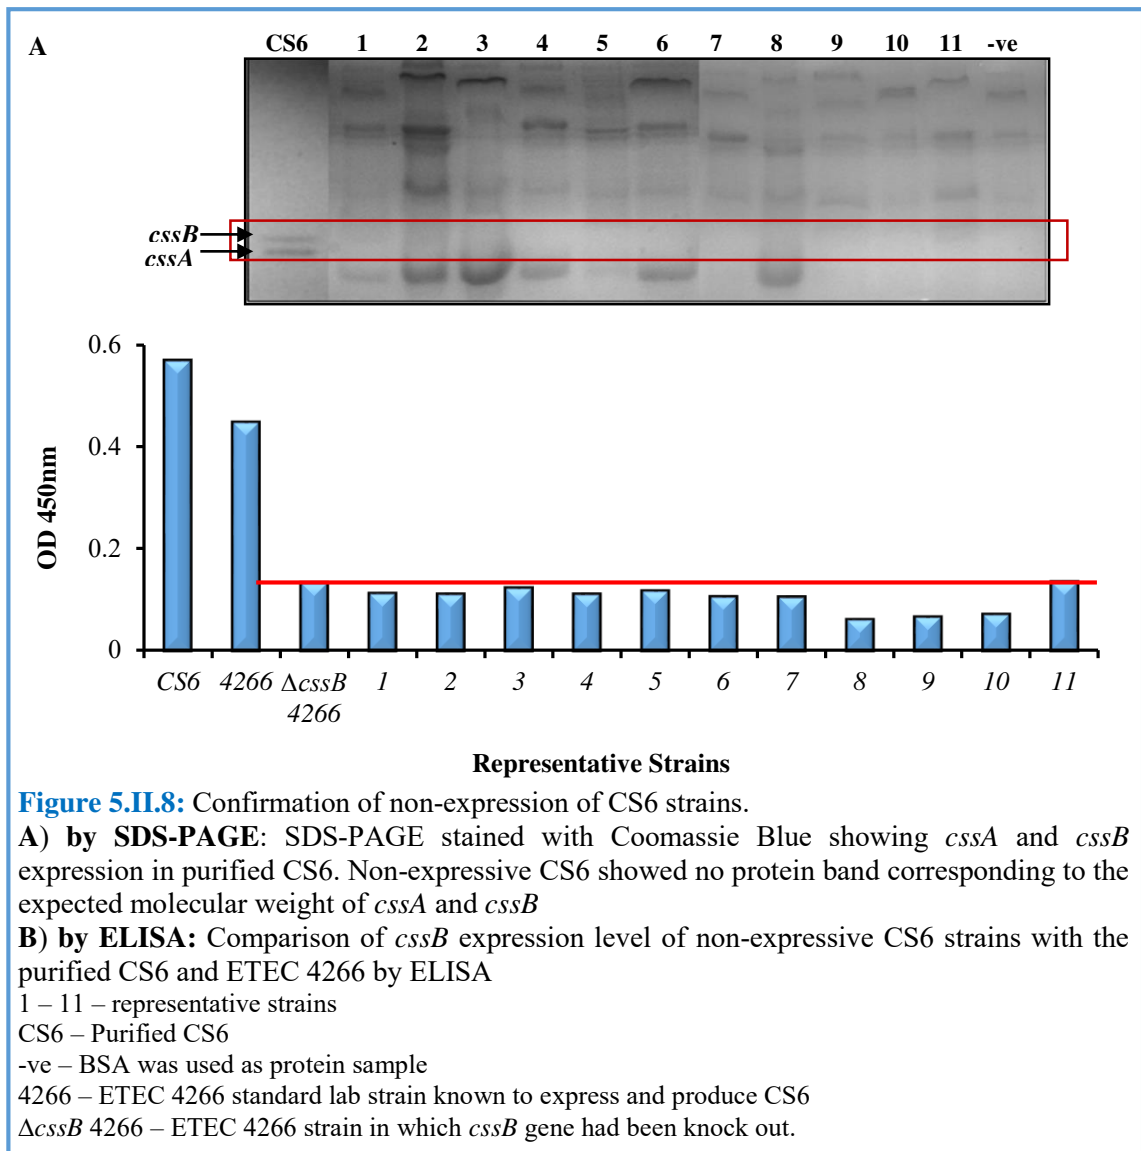 A
CS6 1 2 3 4 5 6 7 8 9 10 11 -ve
cssB
cssA
0.6
0.4
0.2
0
OD 450nm
CS6 4266 ΔcssB 1 2 3 4 5 6 7 8 9 10 11
4266
Representative Strains
Figure 5.II.8: Confirmation of non-expression of CS6 strains.
A) by SDS-PAGE: SDS-PAGE stained with Coomassie Blue showing cssA and cssB
expression in purified CS6. Non-expressive CS6 showed no protein band corresponding to the
expected molecular weight of cssA and cssB
B) by ELISA: Comparison of cssB expression level of non-expressive CS6 strains with the
purified CS6 and ETEC 4266 by ELISA
1 – 11 – representative strains
CS6 – Purified CS6
-ve – BSA was used as protein sample
4266 – ETEC 4266 standard lab strain known to express and produce CS6
ΔcssB 4266 – ETEC 4266 strain in which cssB gene had been knock out.